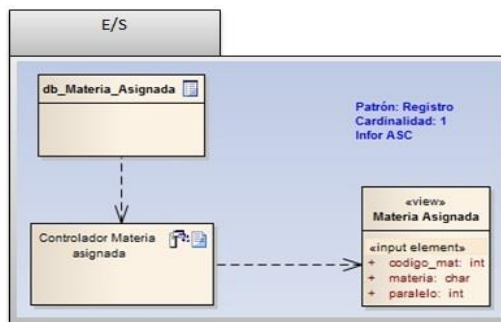 E/S
db_Materia_Asignada
Patrón: Registro
Cardinalidad: 1
Infor ASC
Controlador Materia
asignada
«view»
Materia Asignada
«input element»
+ codigo_mat: int
+ materia: char
+ paralelo: int